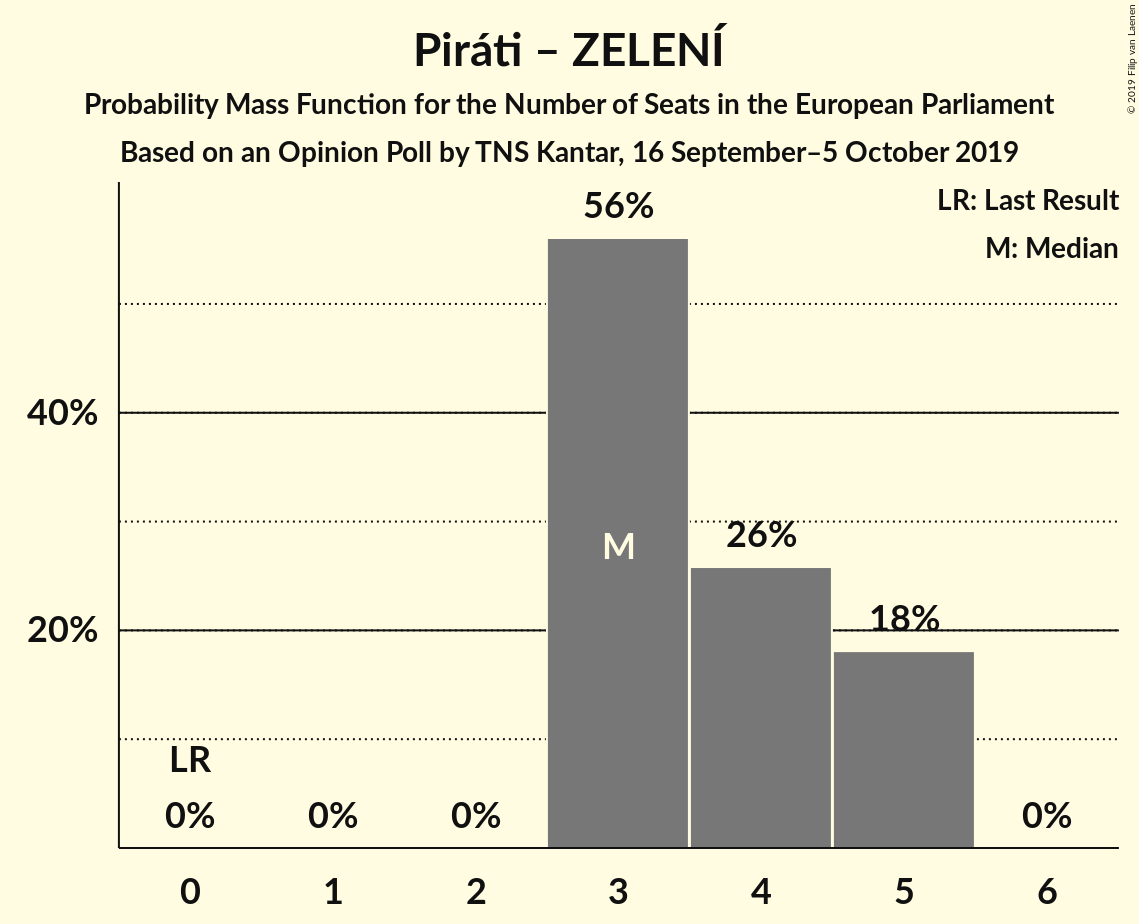 Piráti – ZELENÍ
Probability Mass Function for the Number of Seats in the European Parliament
Based on an Opinion Poll by TNS Kantar, 16 September–5 October 2019
© 2019 Filip van Laenen
LR: Last Result
M: Median
56%
40%
M
26%
20%
18%
LR
0%
0%
0%
0%
0
1
2
3
4
5
6